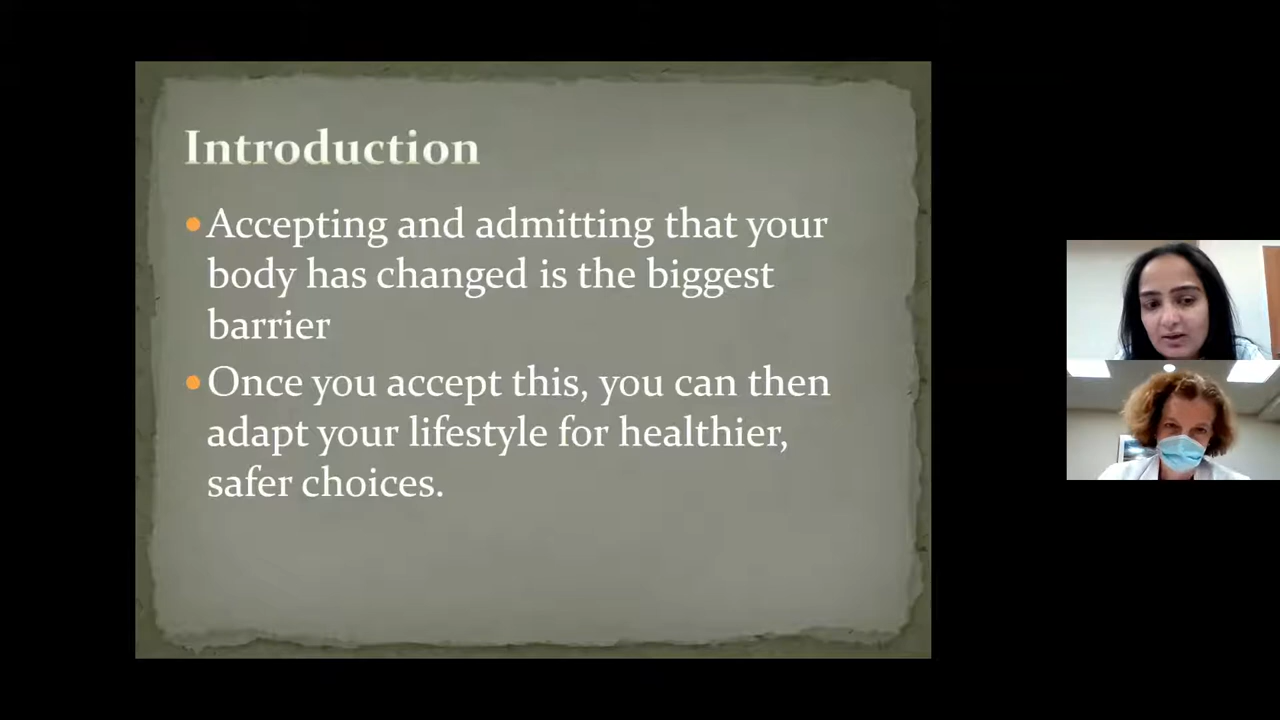 Introduction
Accepting and admitting that your
body has changed is the biggest
barrier
Once you accept this, you can then
adapt your lifestyle for healthier,
safer choices.